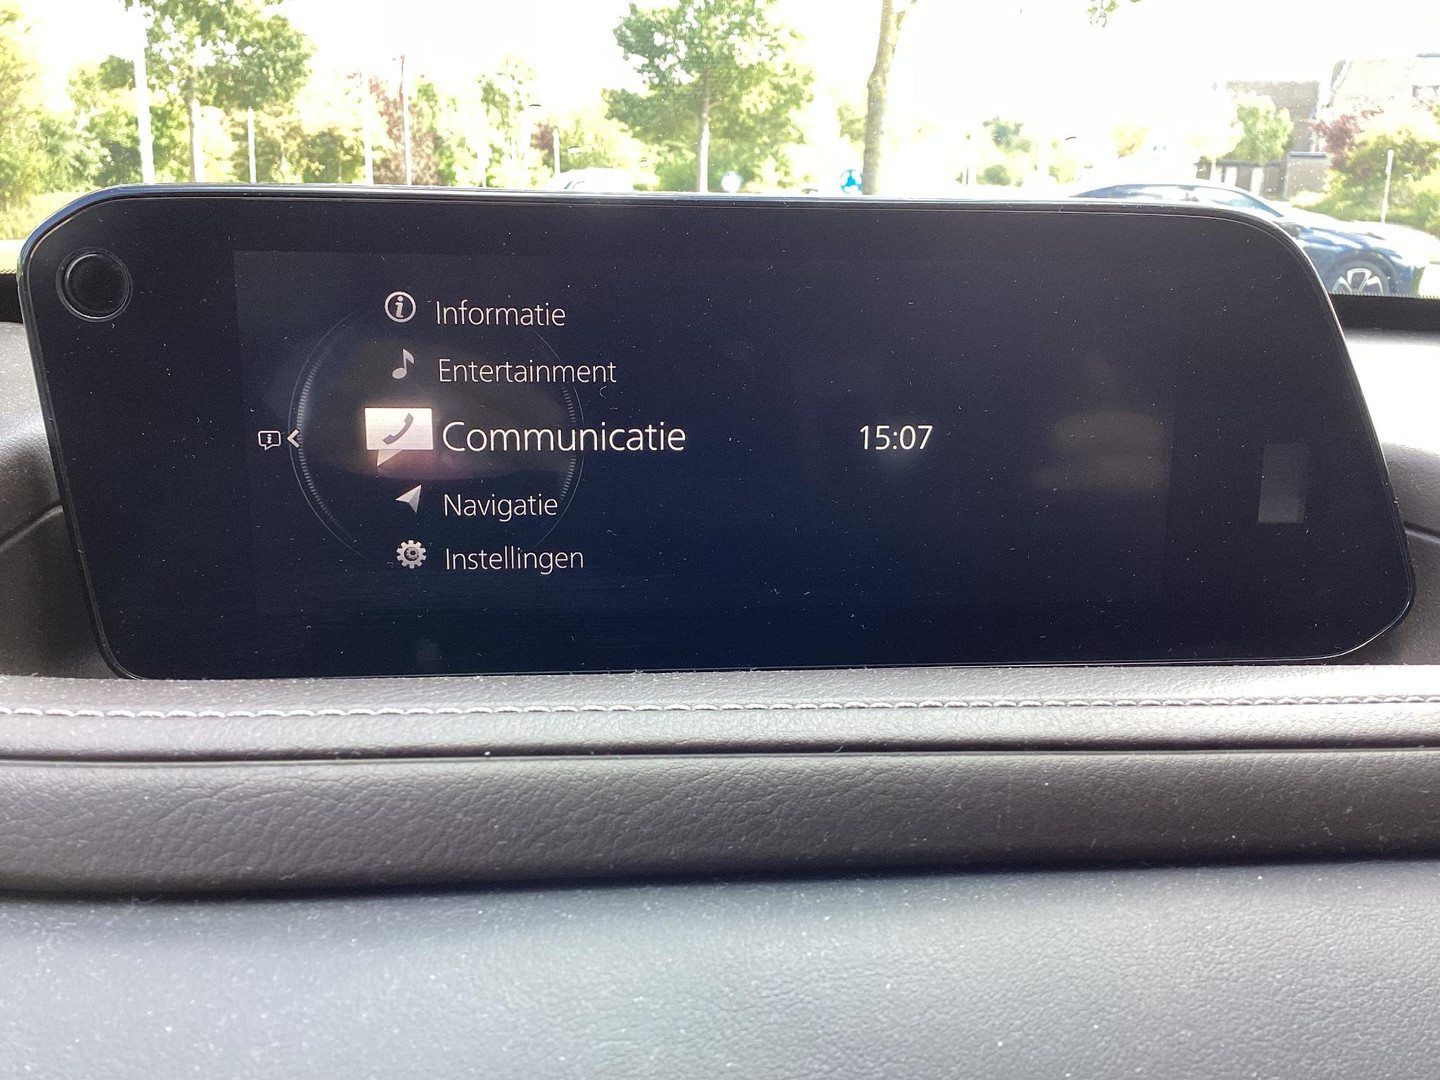 Informatie
Entertainment
Communicatie 15:07
Navigatie
Instellingen